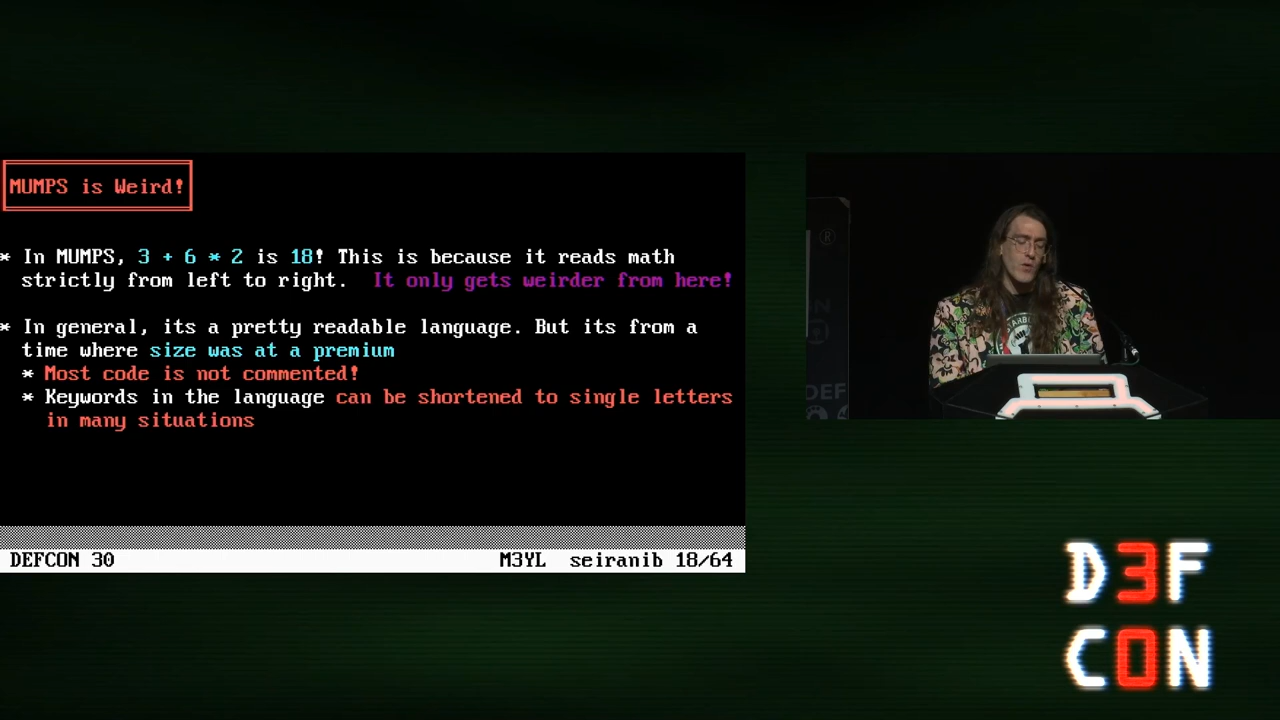 MUMPS is Weird!
* In MUMPS, 3 + 6 * 2 is 18! This is because it reads math
strictly from left to right. It only gets weirder from here!
* In general, its a pretty readable language. But its from a
time where size was at a premium
* Most code is not commented!
* Keywords in the language can be shortened to single letters
in many situations
DEFCON 30 M3YL seiranib 18/64
®
DEF
D3F
C0N